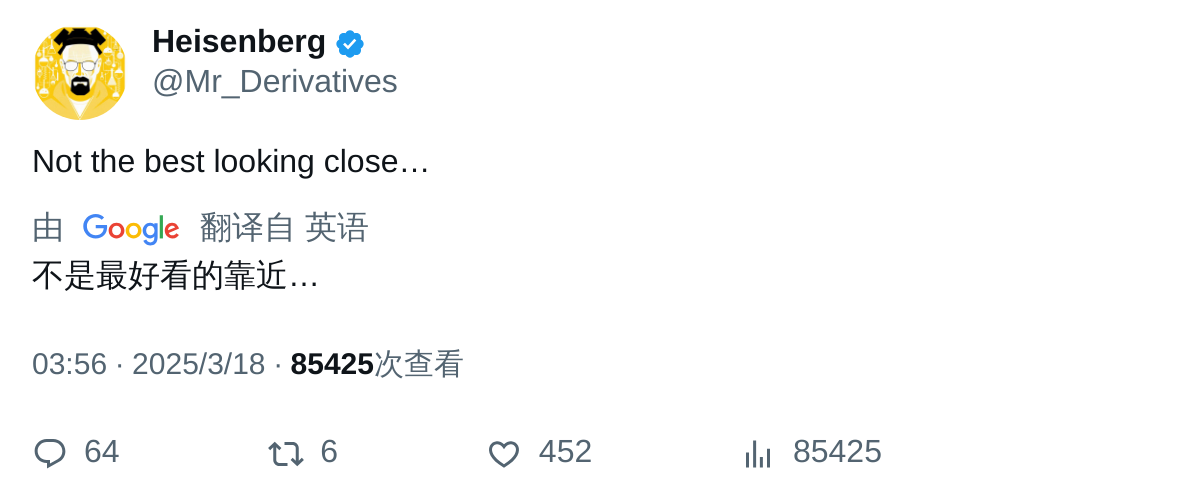 Heisenberg
@Mr_Derivatives
Not the best looking close…
由 Google 翻译自 英语
不是最好看的靠近…
03:56 · 2025/3/18 · 85425次查看
64 6 452 85425